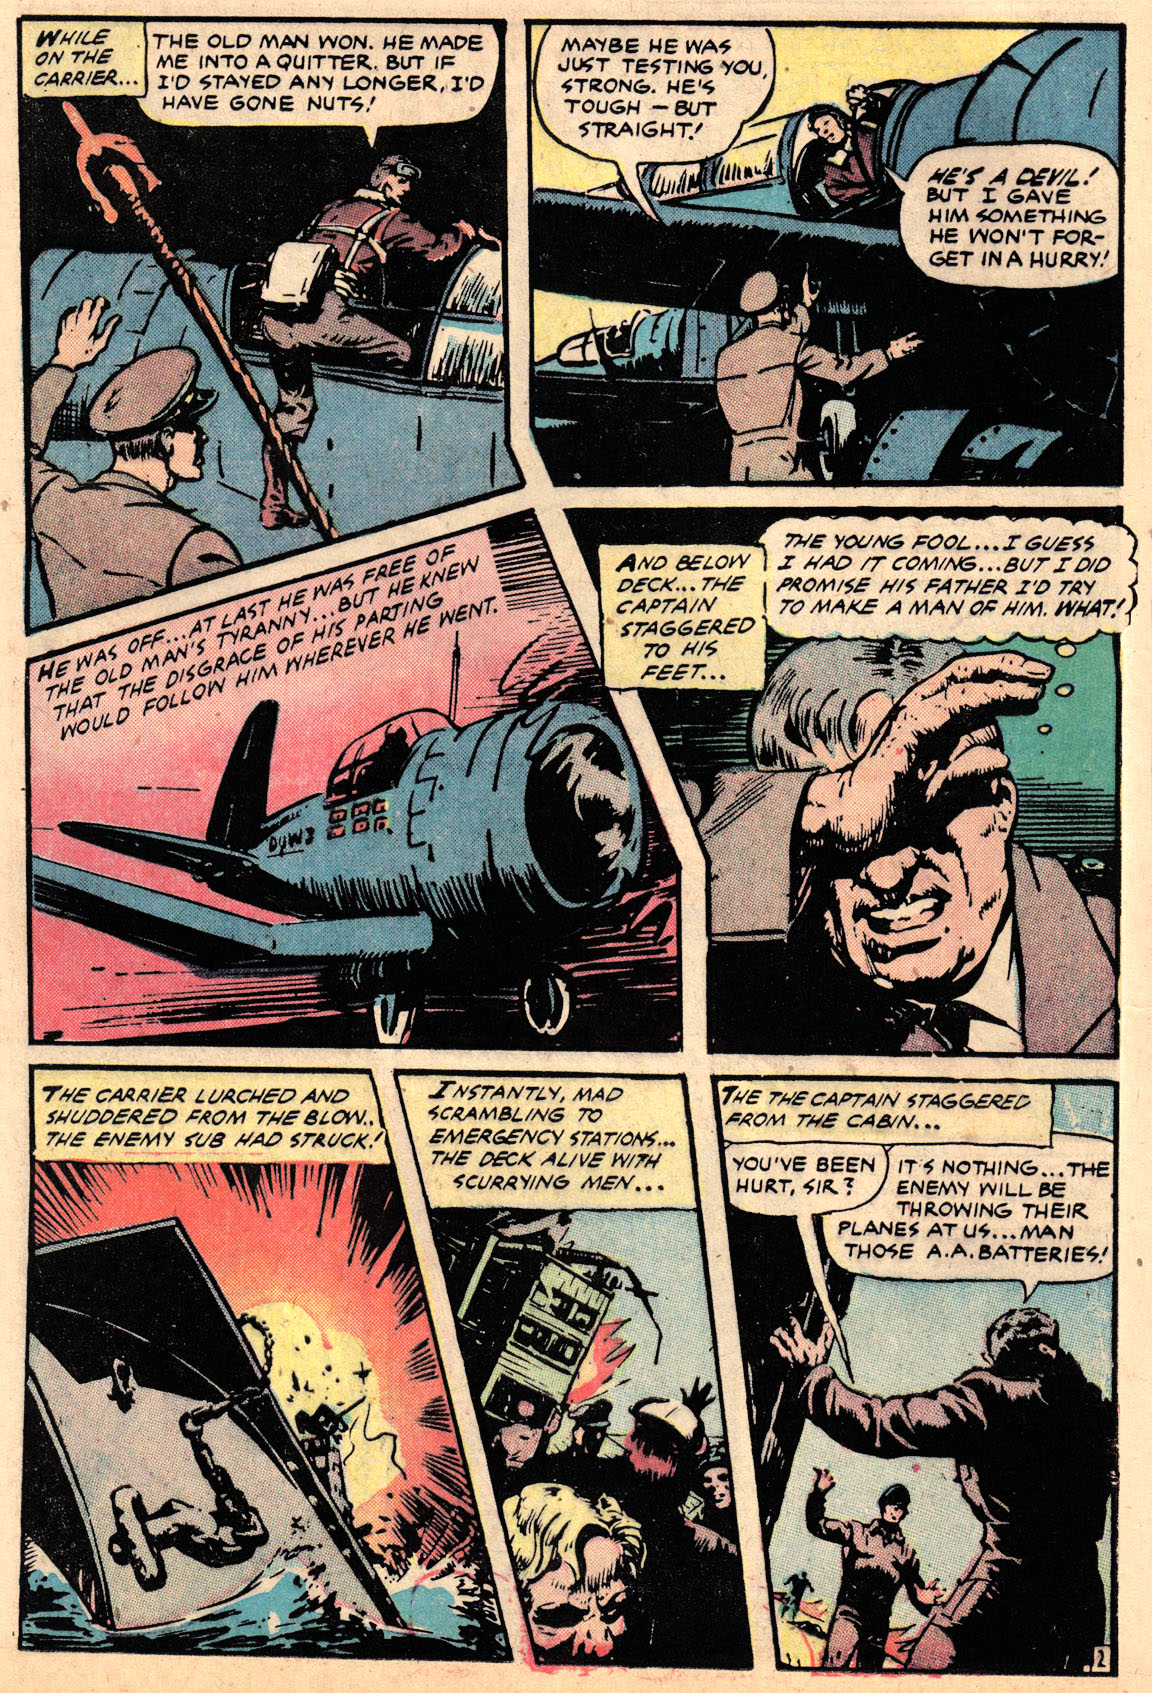 WHILE
ON THE
CARRIER...
THE OLD MAN WON. HE MADE
ME INTO A QUITTER. BUT IF
I'D STAYED ANY LONGER, I'D
HAVE GONE NUTS!
MAYBE HE WAS
JUST TESTING YOU,
STRONG. HE'S
TOUGH - BUT
STRAIGHT!
HE'S A DEVIL!
BUT I GAVE
HIM SOMETHING
HE WON'T FOR-
GET IN A HURRY!
HE WAS OFF... AT LAST HE WAS FREE OF
THE OLD MAN'S TYRANNY... BUT HE KNEW
THAT THE DISGRACE OF HIS PARTING
WOULD FOLLOW HIM WHEREVER HE WENT.
AND BELOW
DECK... THE
CAPTAIN
STAGGERED
TO HIS
FEET...
THE YOUNG FOOL... I GUESS
I HAD IT COMING... BUT I DID
PROMISE HIS FATHER I'D TRY
TO MAKE A MAN OF HIM. WHAT!
THE CARRIER LURCHED AND
SHUDDERED FROM THE BLOW..
THE ENEMY SUB HAD STRUCK!
INSTANTLY, MAD
SCRAMBLING TO
EMERGENCY STATIONS...
THE DECK ALIVE WITH
SCURRYING MEN...
THE THE CAPTAIN STAGGERED
FROM THE CABIN...
YOU'VE BEEN
HURT, SIR?
IT'S NOTHING... THE
ENEMY WILL BE
THROWING THEIR
PLANES AT US... MAN
THOSE A.A. BATTERIES!
2